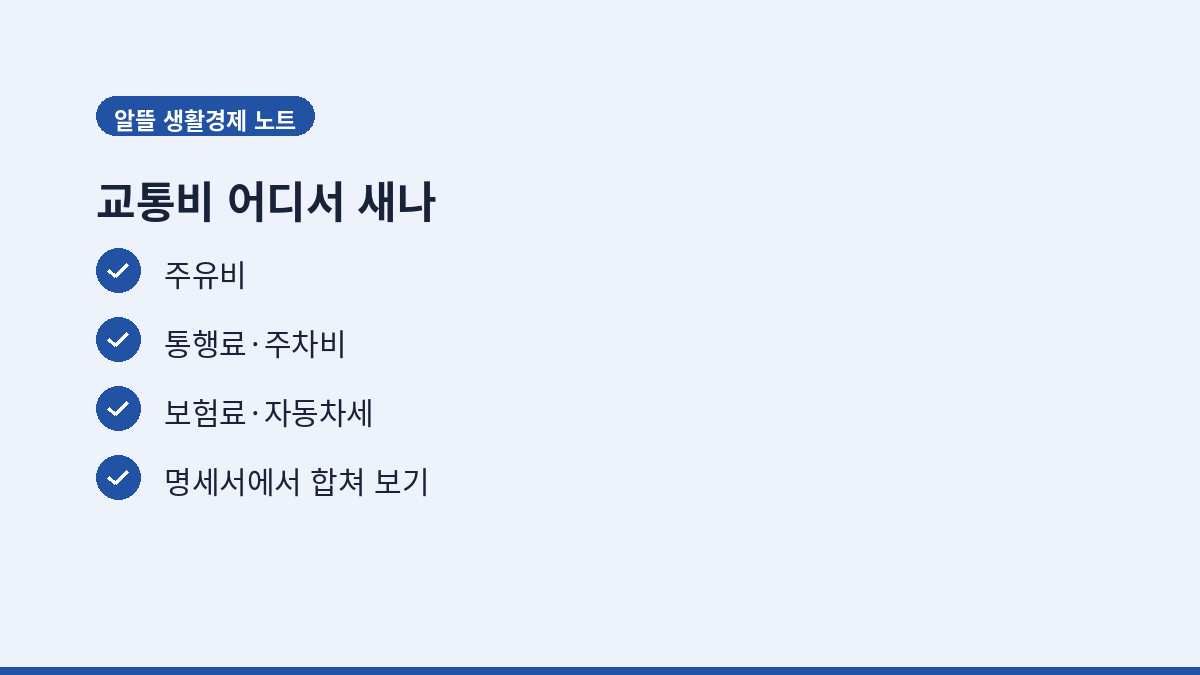 알뜰 생활경제 노트
교통비 어디서 새나
주유비
통행료·주차비
보험료·자동차세
명세서에서 합쳐 보기